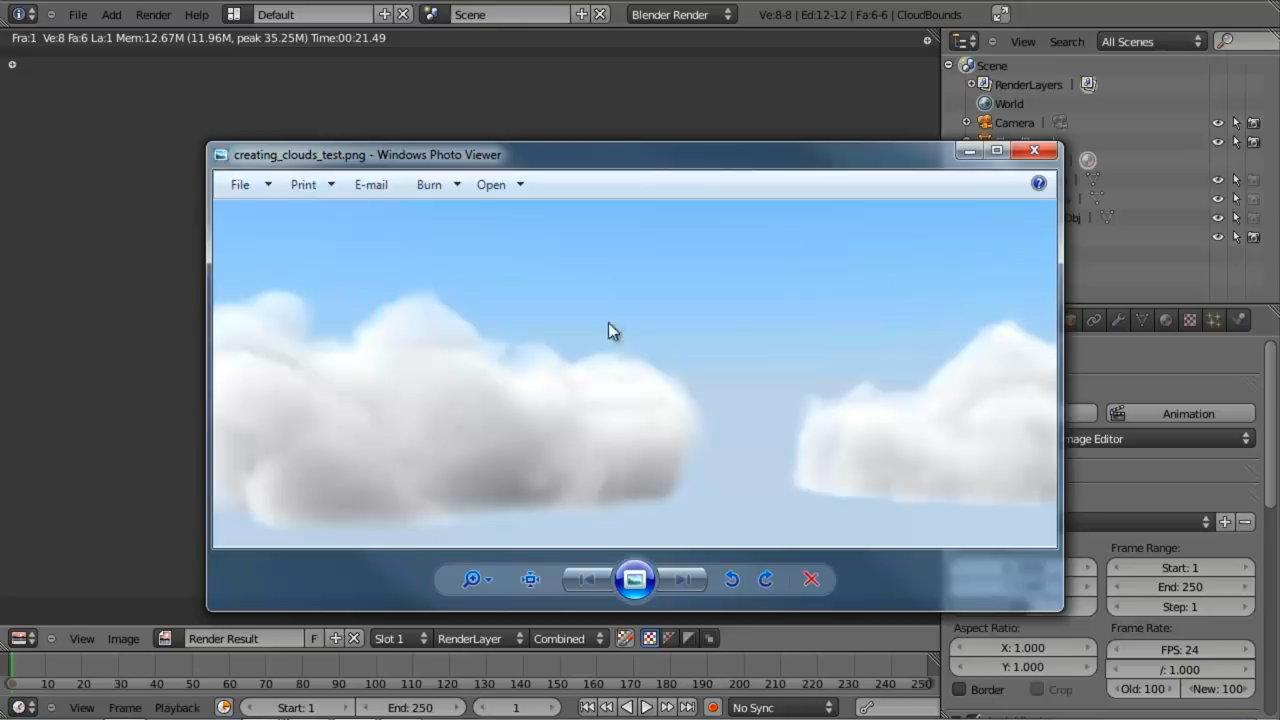 File Add Render Help Default Scene Blender Render Ve:8-8 | Ed:12-12 | Fa:6-6 | CloudBounds
Fra:1 Ve:8 Fa:6 La:1 Mem:12.67M (11.96M, peak 35.25M) Time:00:21.49
View Search All Scenes
Scene
RenderLayers |
World
Camera |
creating_clouds_test.png - Windows Photo Viewer
File Print E-mail Burn Open
Animation
mage Editor
Frame Range:
Start: 1
End: 250
Step: 1
Aspect Ratio: Frame Rate:
X: 1.000 FPS: 24
Y: 1.000 /: 1.000
Border Crop Old: 100 New: 100
View Image Render Result F Slot 1 RenderLayer Combined
10 20 30 40 50 60 70 80 90 100 110 120 130 140 150 160 170 180 190 200 210 220 230 240 250
View Frame Playback Start: 1 End: 250 1 No Sync